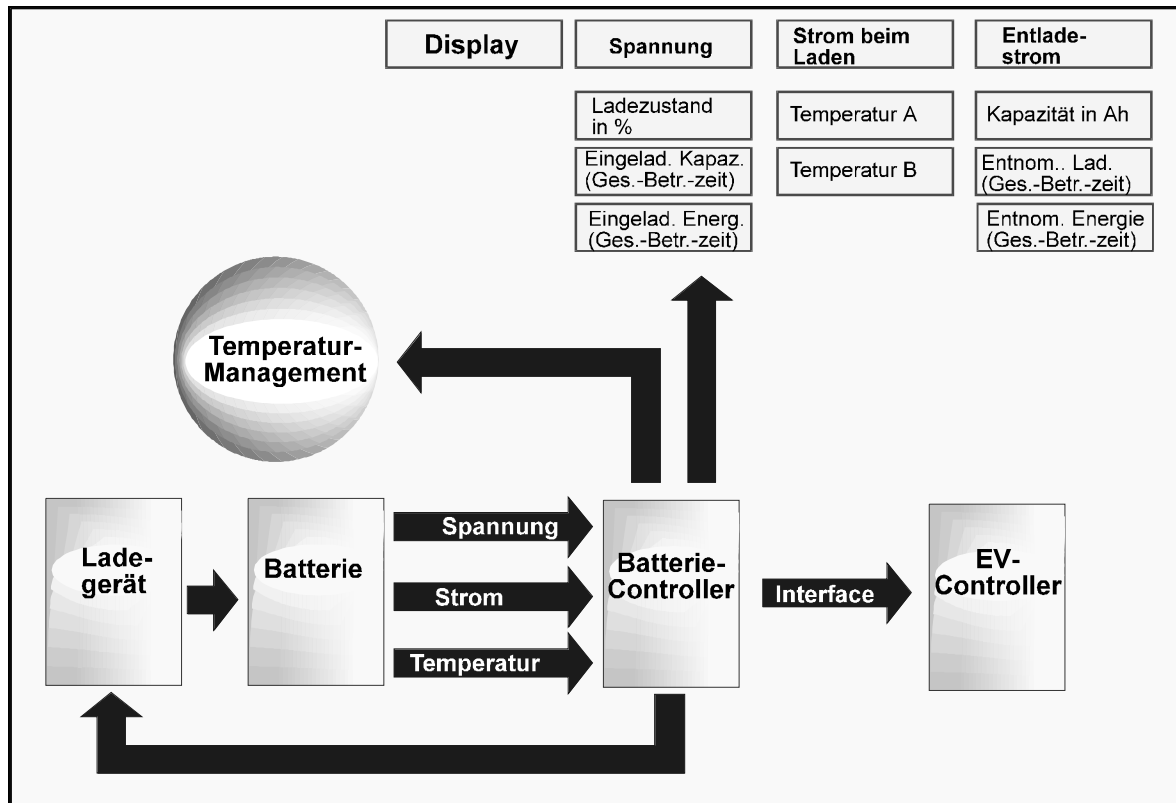 Display
Spannung
Strom beim
Laden
Entlade-
strom
Ladezustand
in %
Temperatur A
Kapazität in Ah
Eingelad. Kapaz.
(Ges.-Betr.-zeit)
Temperatur B
Entnom.. Lad.
(Ges.-Betr.-zeit)
Eingelad. Energ.
(Ges.-Betr.-zeit)
Entnom. Energie
(Ges.-Betr.-zeit)
Temperatur-
Management
Lade-
gerät
Batterie
Spannung
Strom
Temperatur
Batterie-
Controller
Interface
EV-
Controller